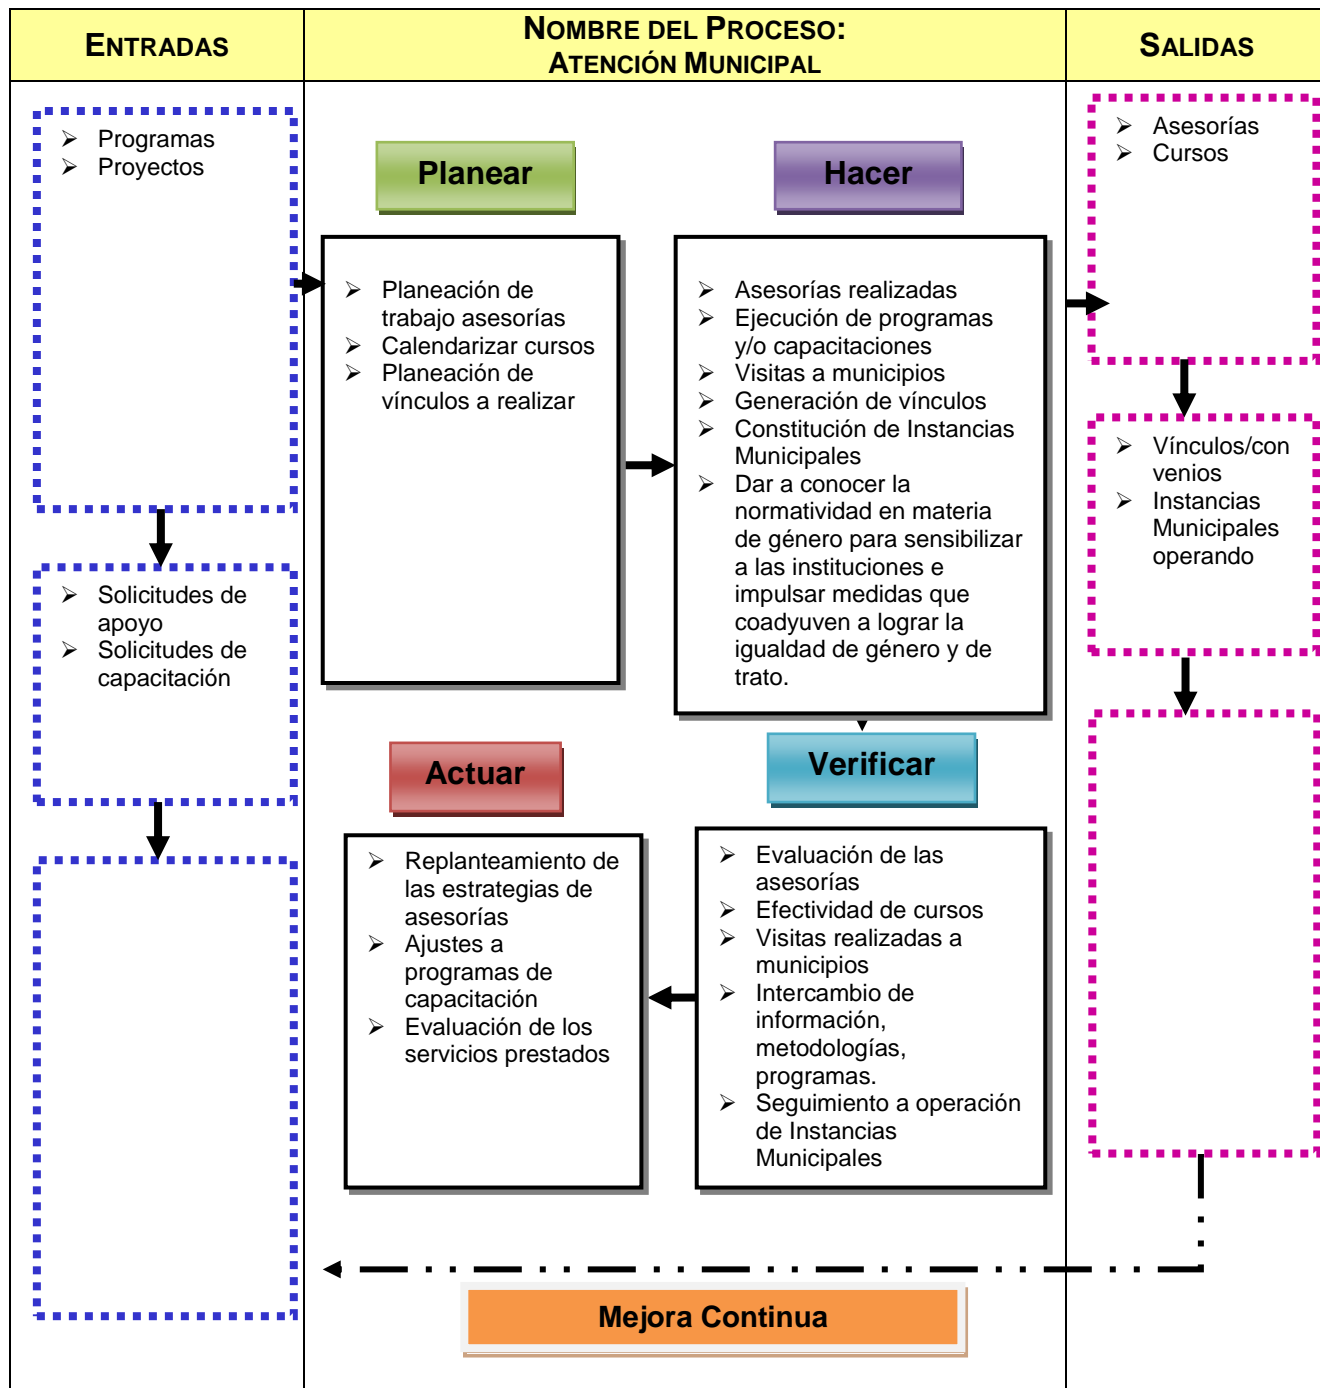 ENTRADAS
NOMBRE DEL PROCESO:
ATENCIÓN MUNICIPAL
SALIDAS
Programas
Proyectos
Solicitudes de
apoyo
Solicitudes de
capacitación
Planear
Planeación de
trabajo asesorías
Calendarizar cursos
Planeación de
vínculos a realizar
Hacer
Asesorías realizadas
Ejecución de programas
y/o capacitaciones
Visitas a municipios
Generación de vínculos
Constitución de Instancias
Municipales
Dar a conocer la
normatividad en materia
de género para sensibilizar
a las instituciones e
impulsar medidas que
coadyuven a lograr la
igualdad de género y de
trato.
Actuar
Replanteamiento de
las estrategias de
asesorías
Ajustes a
programas de
capacitación
Evaluación de los
servicios prestados
Verificar
Evaluación de las
asesorías
Efectividad de cursos
Visitas realizadas a
municipios
Intercambio de
información,
metodologías,
programas.
Seguimiento a operación
de Instancias
Municipales
Asesorías
Cursos
Vínculos/con
venios
Instancias
Municipales
operando
Mejora Continua